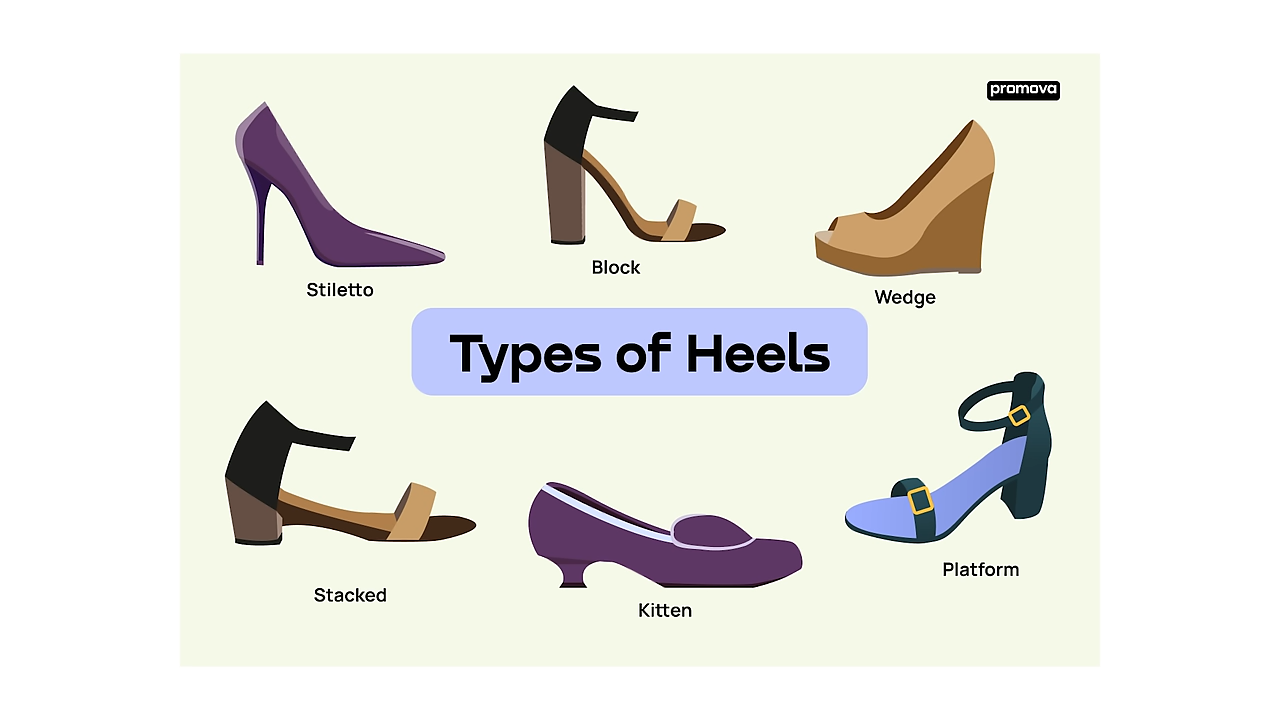 promova
Stiletto
Block
Wedge
Types of Heels
Stacked
Kitten
Platform